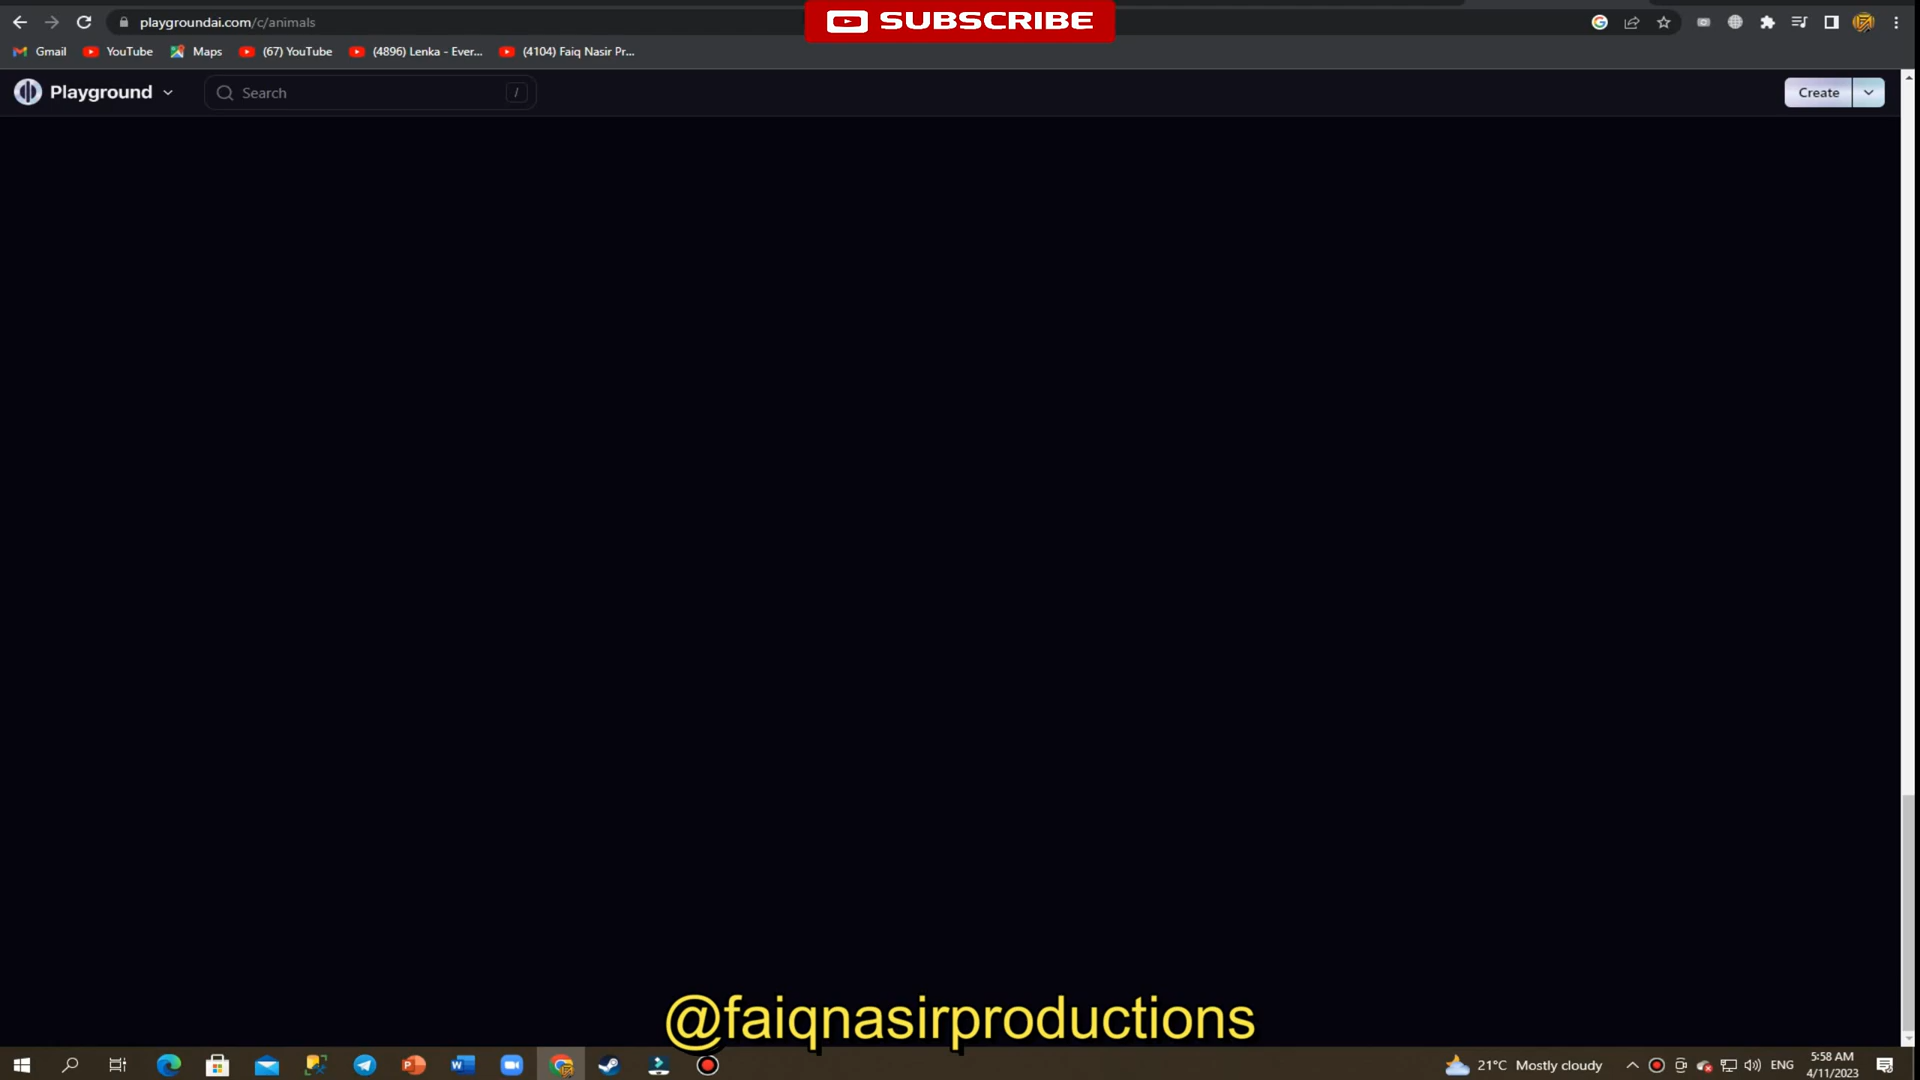 playgroundai.com/c/animals
SUBSCRIBE
Gmail
YouTube
Maps
(67) YouTube
(4896) Lenka - Ever...
(4104) Faiq Nasir Pr...
Playground
Search
/
Create
@faiqnasirproductions
21°C Mostly cloudy
ENG
5:58 AM
4/11/2023